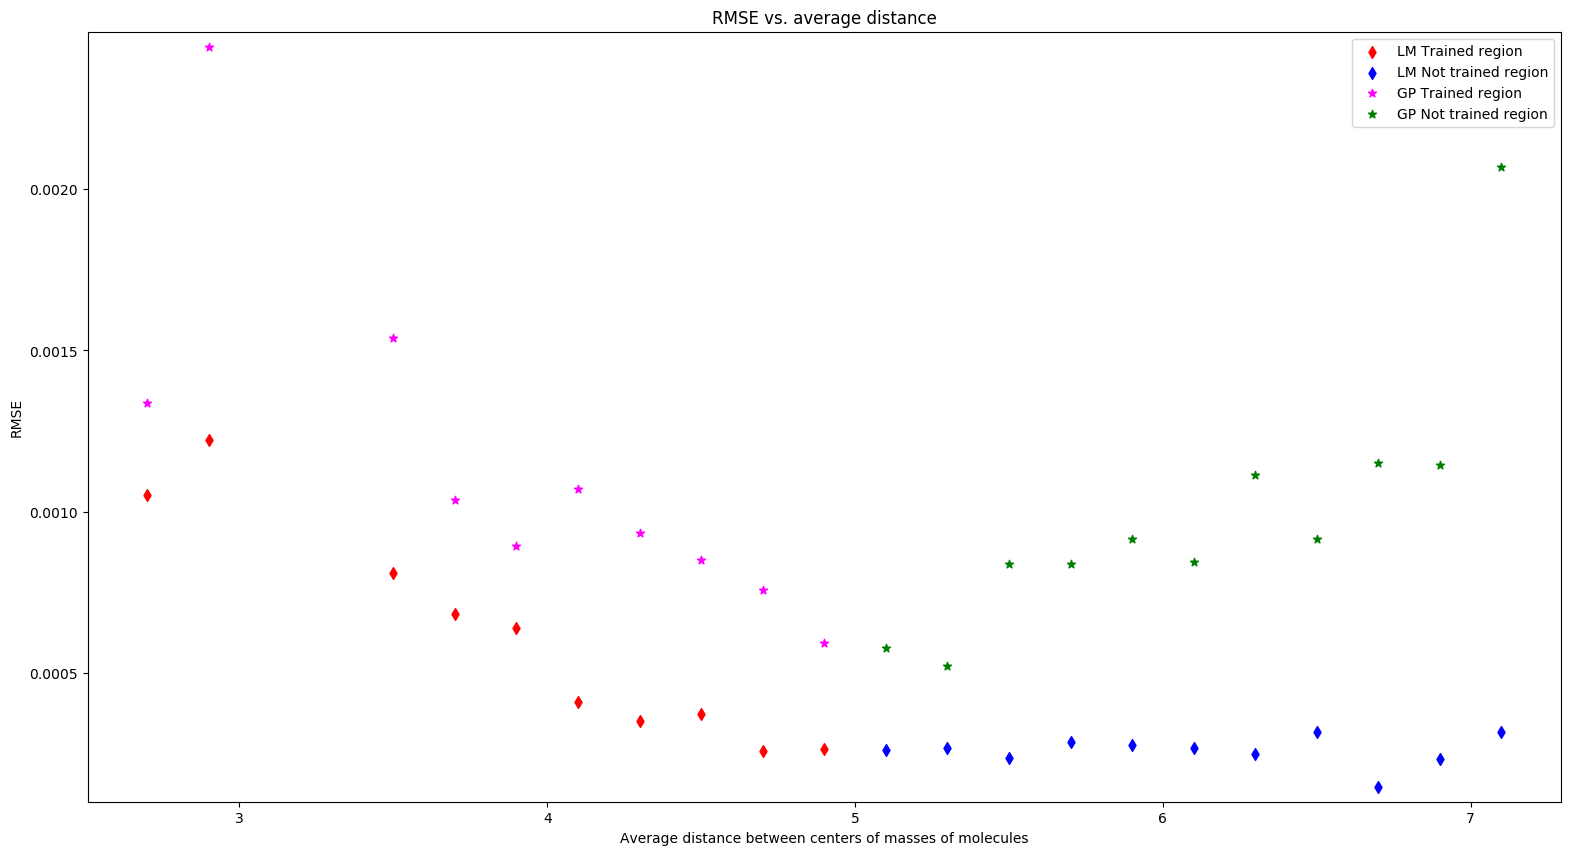 RMSE vs. average distance
LM Trained region
LM Not trained region
GP Trained region
GP Not trained region
0.0020
0.0015
0.0010
0.0005
RMSE
3 4 5 6 7
Average distance between centers of masses of molecules